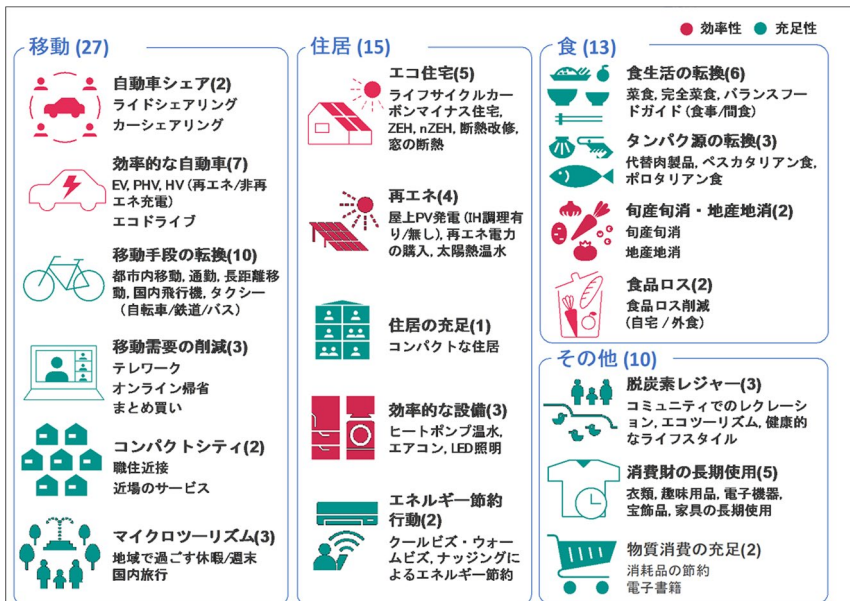 ● 効率性 ● 充足性
移動 (27)
自動車シェア(2)
ライドシェアリング
カーシェアリング
効率的な自動車(7)
EV, PHV, HV (再エネ/非再
エネ充電)
エコドライブ
移動手段の転換(10)
都市内移動, 通勤, 長距離移
動, 国内飛行機, タクシー
(自転車/鉄道/バス)
移動需要の削減(3)
テレワーク
オンライン帰省
まとめ買い
コンパクトシティ(2)
職住近接
近場のサービス
マイクロツーリズム(3)
地域で過ごす休暇/週末
国内旅行
住居 (15)
エコ住宅(5)
ライフサイクルカー
ボンマイナス住宅,
ZEH, nZEH, 断熱改修,
窓の断熱
再エネ(4)
屋上PV発電 (IH調理有
り/無し), 再エネ電力
の購入, 太陽熱温水
住居の充足(1)
コンパクトな住居
効率的な設備(3)
ヒートポンプ温水,
エアコン, LED照明
エネルギー節約
行動(2)
クールビズ・ウォー
ムビズ, ナッジングに
よるエネルギー節約
食 (13)
食生活の転換(6)
菜食, 完全菜食, バランスフー
ドガイド (食事/間食)
タンパク源の転換(3)
代替肉製品, ペスカタリアン食,
ポロタリアン食
旬産旬消・地産地消(2)
旬産旬消
地産地消
食品ロス(2)
食品ロス削減
(自宅 / 外食)
その他 (10)
脱炭素レジャー(3)
コミュニティでのレクレーシ
ョン, エコツーリズム, 健康的
なライフスタイル
消費財の長期使用(5)
衣類, 趣味用品, 電子機器,
宝飾品, 家具の長期使用
物質消費の充足(2)
消耗品の節約
電子書籍